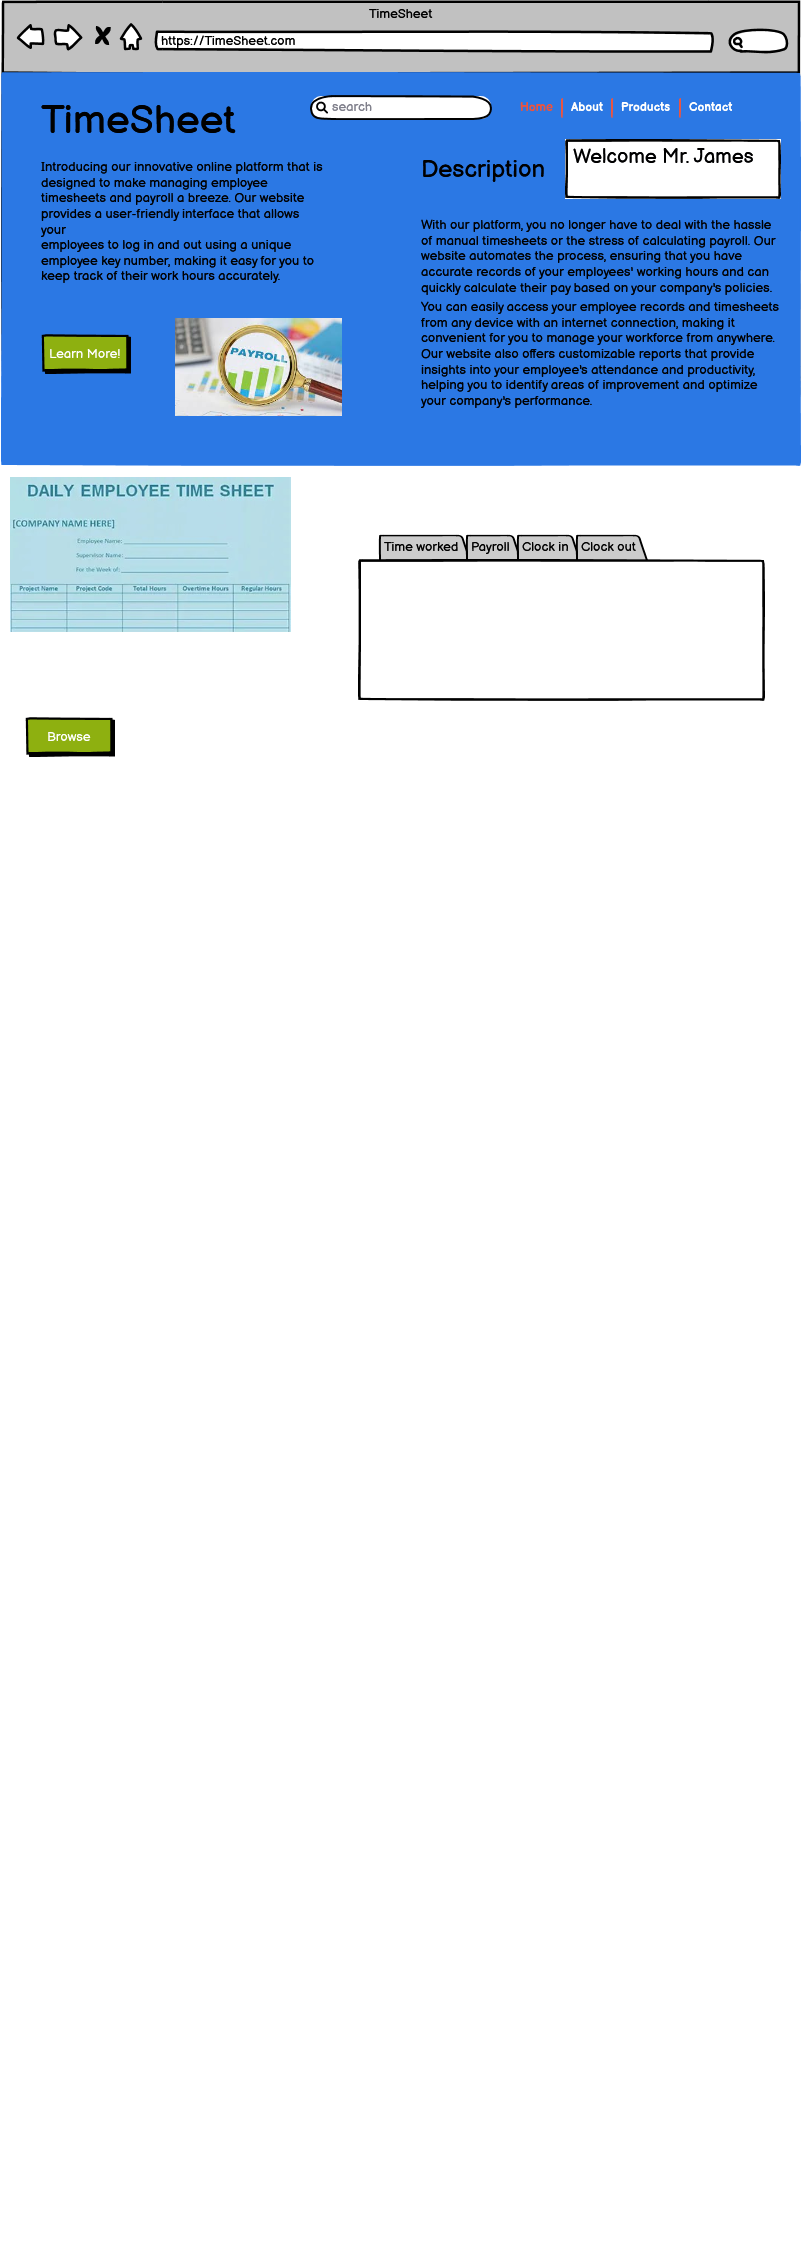 TimeSheet
https://TimeSheet.com
TimeSheet
search
Home
About
Products
Contact
Introducing our innovative online platform that is
designed to make managing employee
timesheets and payroll a breeze. Our website
provides a user-friendly interface that allows
your
employees to log in and out using a unique
employee key number, making it easy for you to
keep track of their work hours accurately.
Learn More!
PAYROLL
Description
Welcome Mr. James
With our platform, you no longer have to deal with the hassle
of manual timesheets or the stress of calculating payroll. Our
website automates the process, ensuring that you have
accurate records of your employees' working hours and can
quickly calculate their pay based on your company's policies.
You can easily access your employee records and timesheets
from any device with an internet connection, making it
convenient for you to manage your workforce from anywhere.
Our website also offers customizable reports that provide
insights into your employee's attendance and productivity,
helping you to identify areas of improvement and optimize
your company's performance.
DAILY EMPLOYEE TIME SHEET
[COMPANY NAME HERE]
Employee Name:
Supervisor Name:
For the Week of:
Project Name Project Code Total Hours Overtime Hours Regular Hours
Time worked
Payroll
Clock in
Clock out
Browse